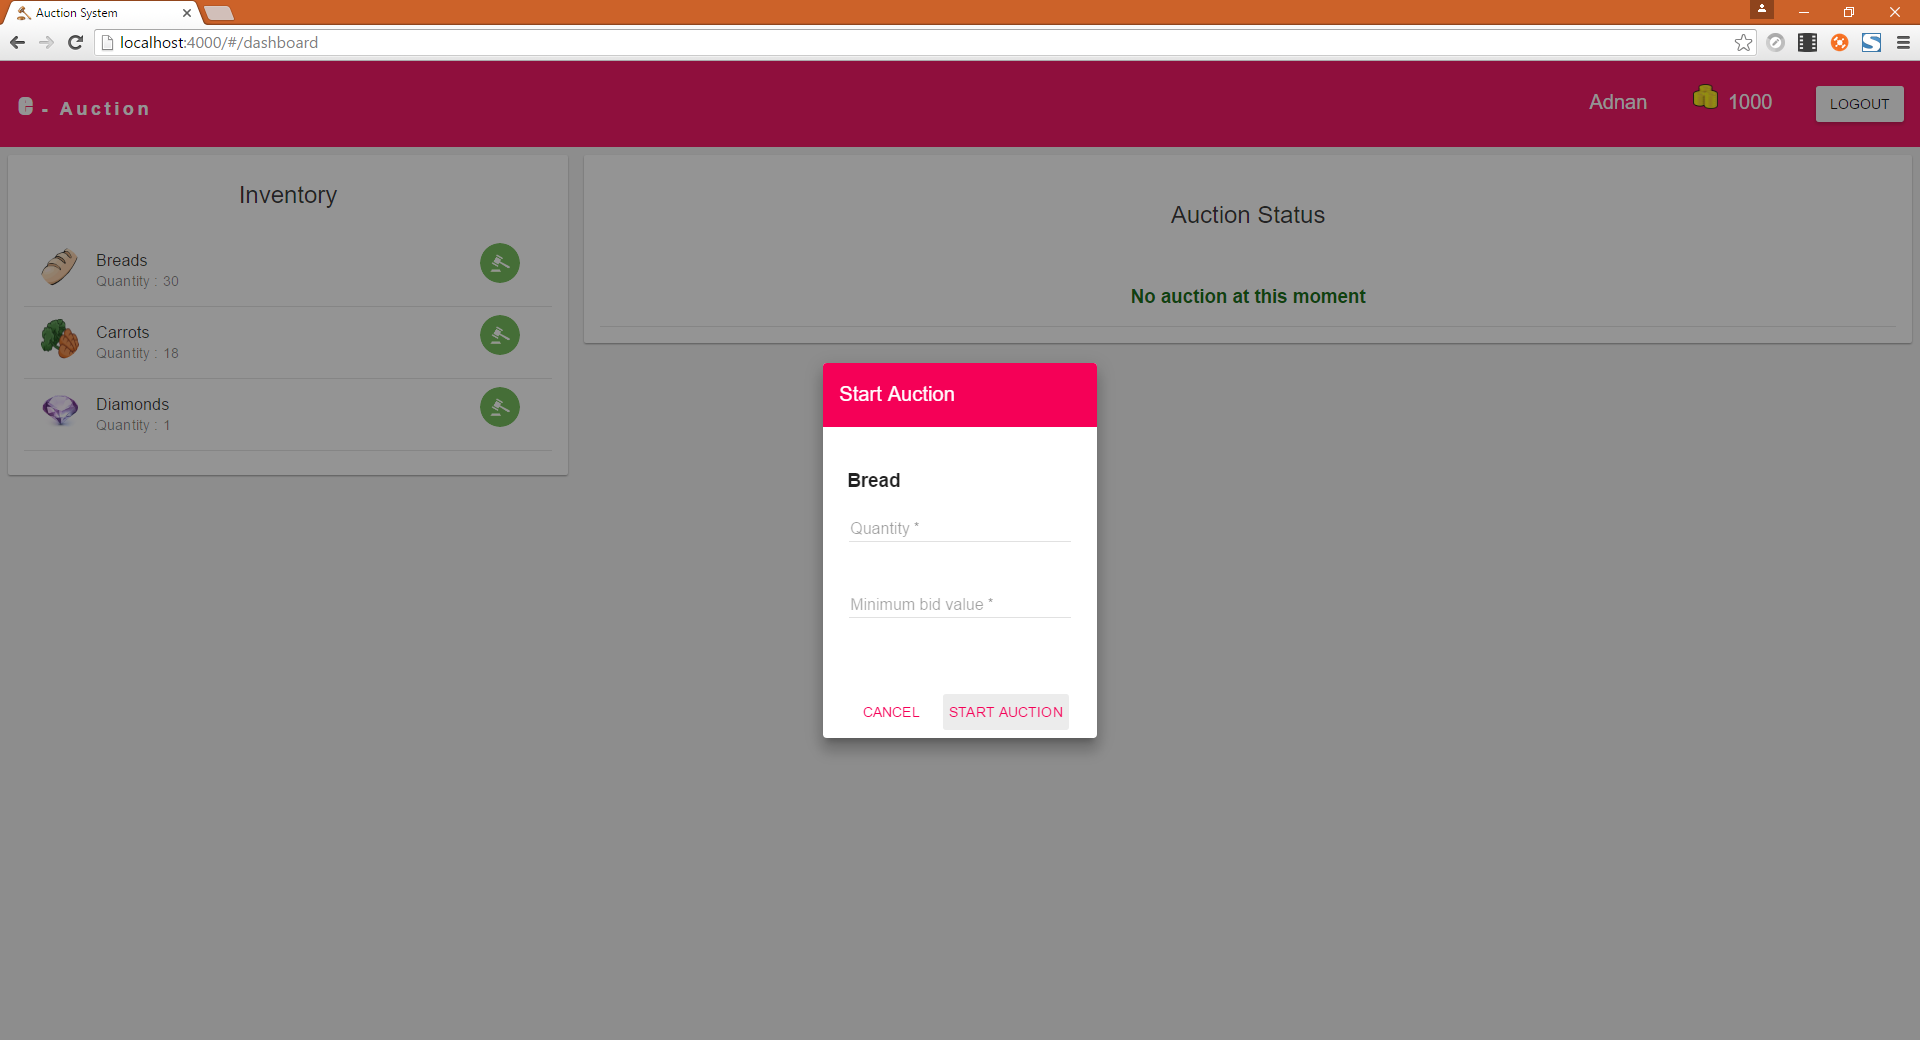 Auction System
localhost:4000/#/dashboard
e - Auction
Adnan
1000
LOGOUT
Inventory
Breads
Quantity : 30
Carrots
Quantity : 18
Diamonds
Quantity : 1
Auction Status
No auction at this moment
Start Auction
Bread
Quantity *
Minimum bid value *
CANCEL
START AUCTION